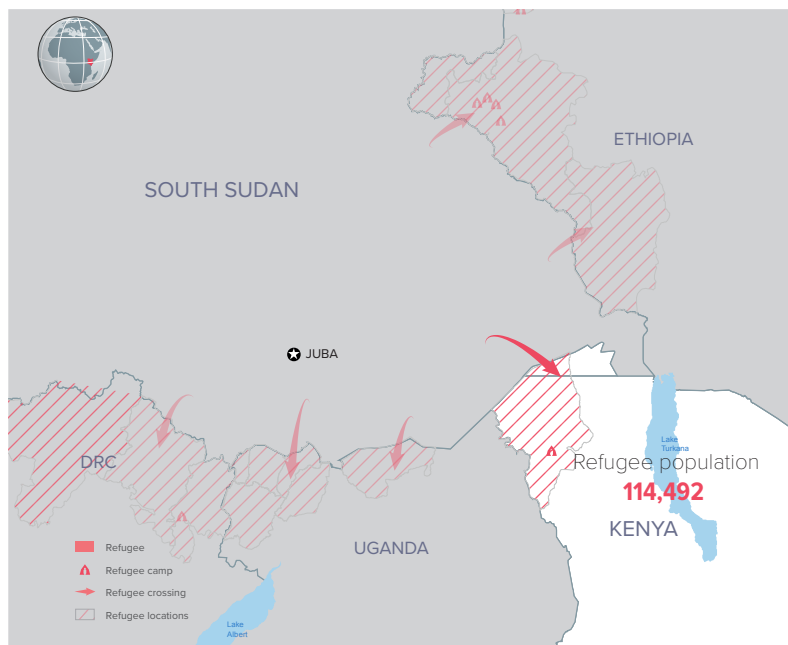 ETHIOPIA
SOUTH SUDAN
JUBA
DRC
Lake
Turkana
Refugee population
114,492
KENYA
UGANDA
Refugee
Refugee camp
Refugee crossing
Refugee locations
Lake
Albert